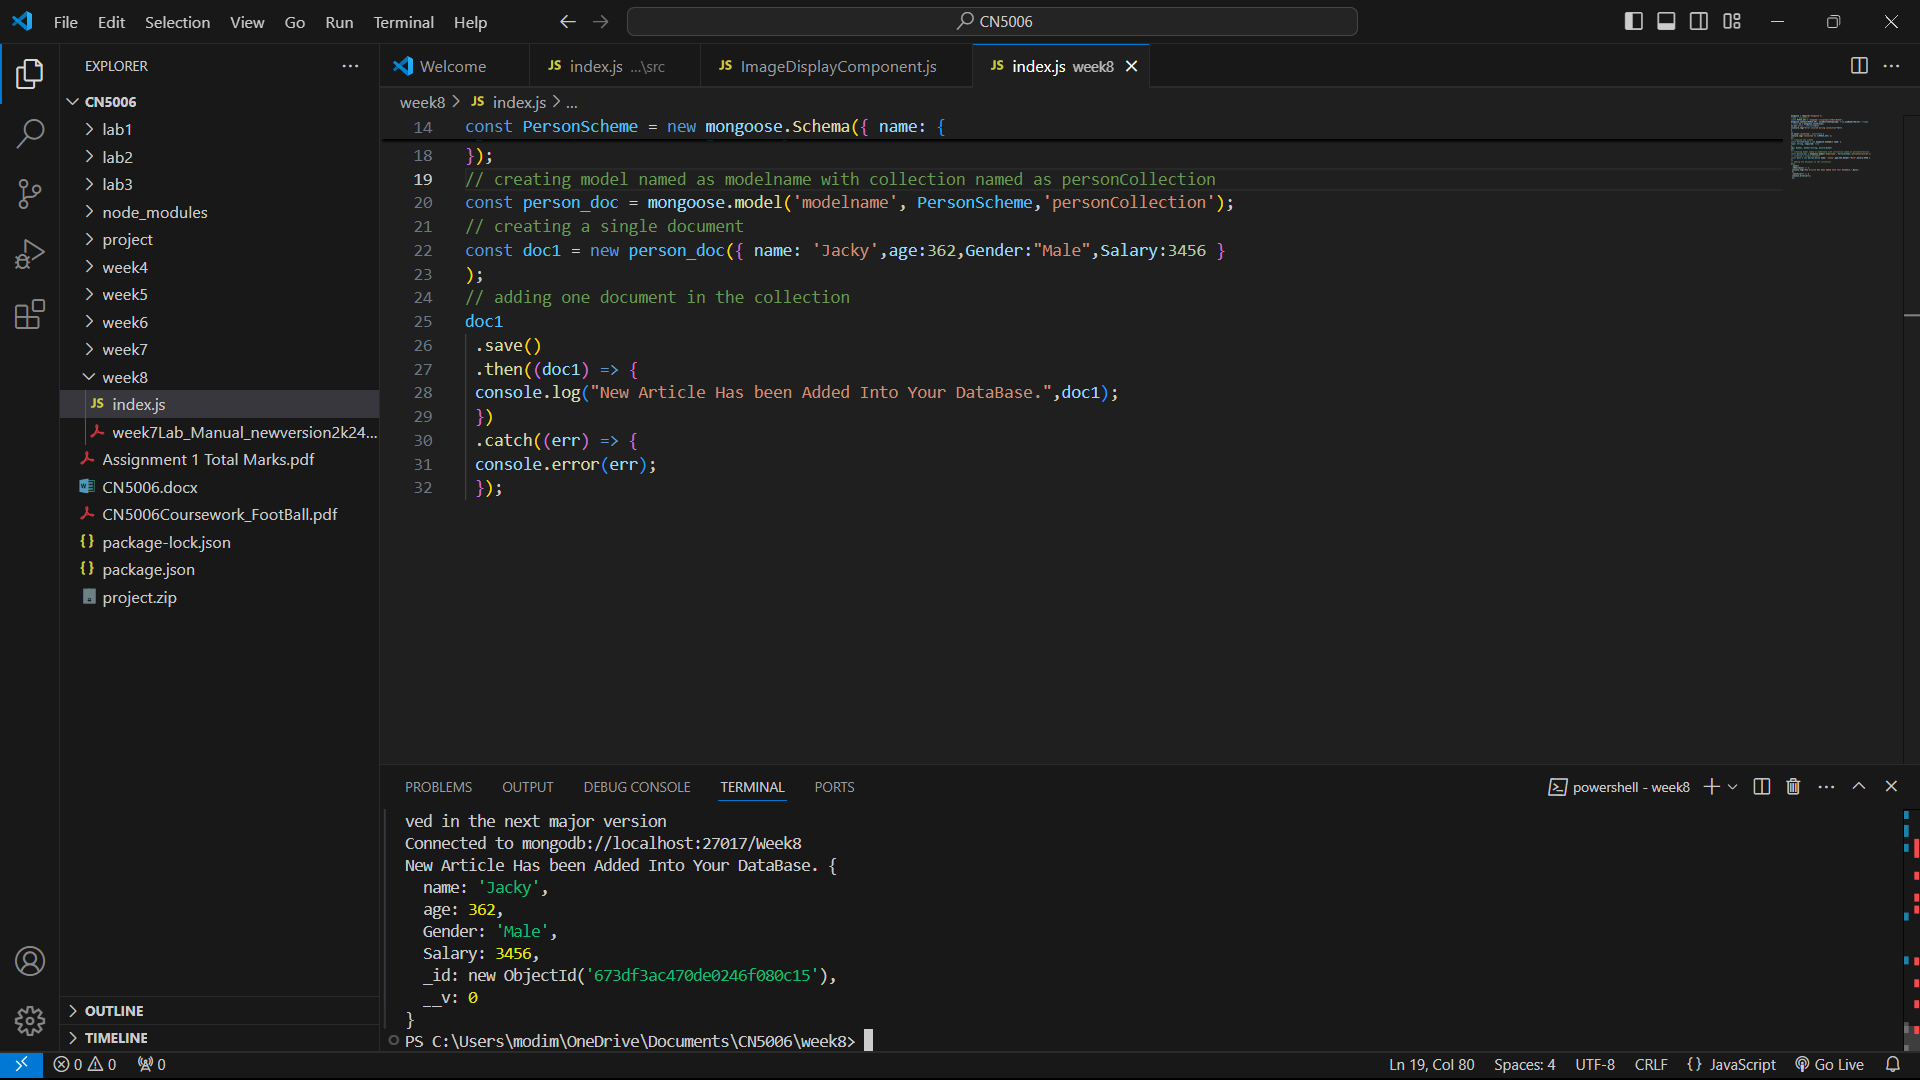 File Edit Selection View Go Run Terminal Help
CN5006
EXPLORER
CN5006
lab1
lab2
lab3
node_modules
project
week4
week5
week6
week7
week8
JS index.js
week7Lab_Manual_newversion2k24...
Assignment 1 Total Marks.pdf
CN5006.docx
CN5006Coursework_FootBall.pdf
{} package-lock.json
{} package.json
project.zip
OUTLINE
TIMELINE
Welcome
JS index.js ...\src
JS ImageDisplayComponent.js
JS index.js week8
week8 > JS index.js > ...
14 const PersonScheme = new mongoose.Schema({ name: {
18 });
19 // creating model named as modelname with collection named as personCollection
20 const person_doc = mongoose.model('modelname', PersonScheme,'personCollection');
21 // creating a single document
22 const doc1 = new person_doc({ name: 'Jacky',age:362,Gender:"Male",Salary:3456 }
23 );
24 // adding one document in the collection
25 doc1
26 .save()
27 .then((doc1) => {
28 console.log("New Article Has been Added Into Your DataBase.",doc1);
29 })
30 .catch((err) => {
31 console.error(err);
32 });
PROBLEMS OUTPUT DEBUG CONSOLE TERMINAL PORTS
powershell - week8
ved in the next major version
Connected to mongodb://localhost:27017/Week8
New Article Has been Added Into Your DataBase. {
name: 'Jacky',
age: 362,
Gender: 'Male',
Salary: 3456,
_id: new ObjectId('673df3ac470de0246f080c15'),
__v: 0
}
PS C:\Users\modim\OneDrive\Documents\CN5006\week8>
0 0 0
Ln 19, Col 80 Spaces: 4 UTF-8 CRLF {} JavaScript Go Live